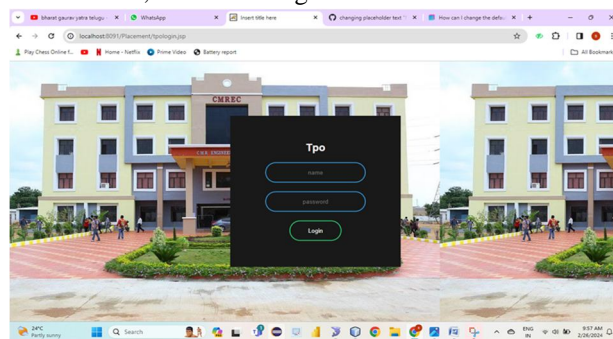 bharat gaurav yatra telugu -
WhatsApp
Insert title here
changing placeholder text "
How can I change the defau
localhost:8091/Placement/tpologin.jsp
Play Chess Online f...
Home - Netflix
Prime Video
Battery report
All Bookmark
CMREC
Tpo
name
password
Login
24°C
Partly sunny
Search
ENG
IN
9:57 AM
2/26/2024